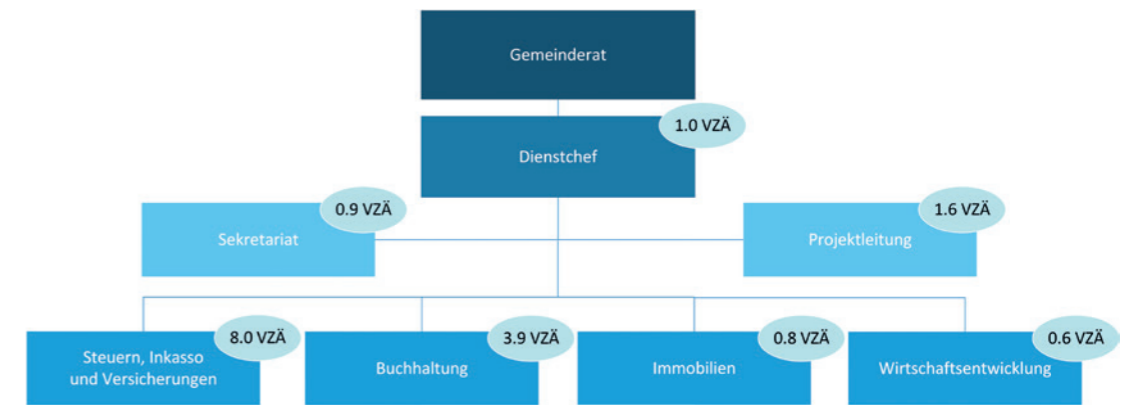 Gemeinderat
1.0 VZÄ
Dienstchef
0.9 VZÄ
Sekretariat
1.6 VZÄ
Projektleitung
8.0 VZÄ
Steuern, Inkasso
und Versicherungen
3.9 VZÄ
Buchhaltung
0.8 VZÄ
Immobilien
0.6 VZÄ
Wirtschaftsentwicklung